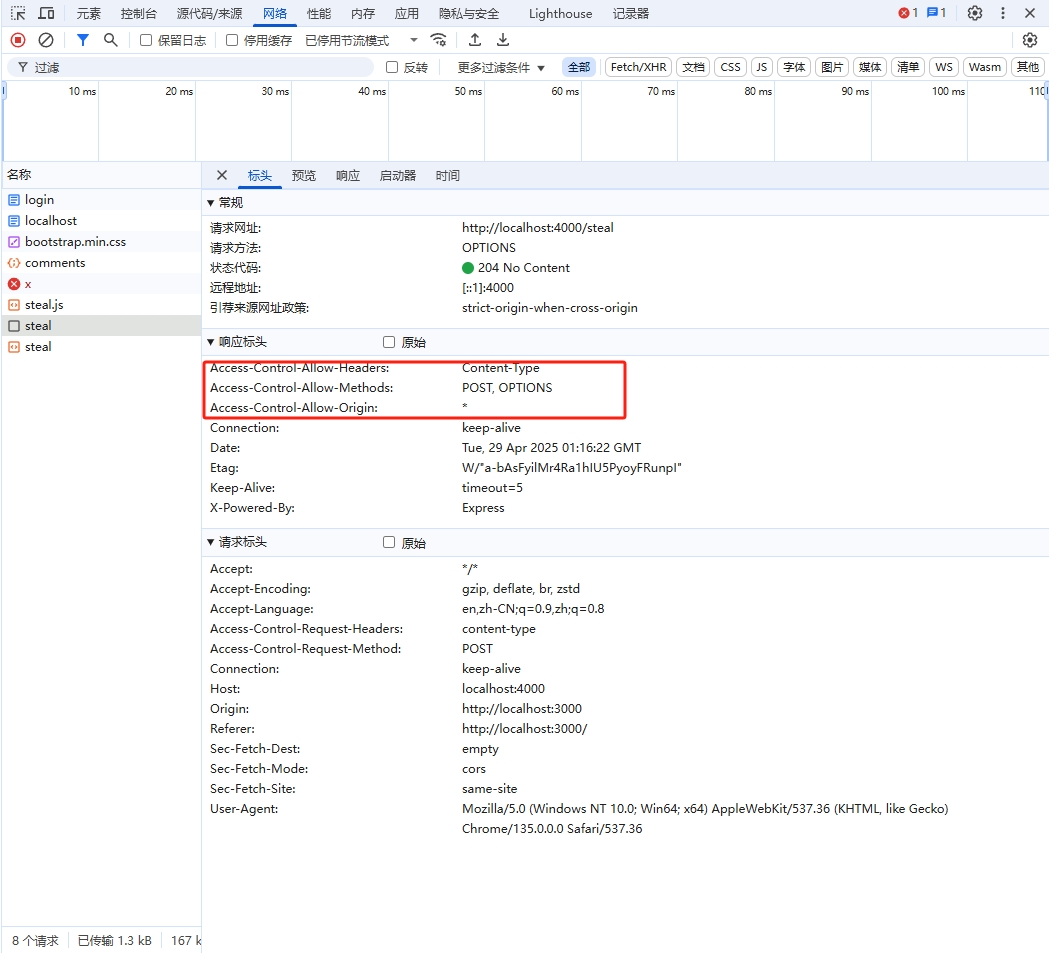 元素 控制台 源代码/来源 网络 性能 内存 应用 隐私与安全 Lighthouse 记录器 1 1
保留日志 停用缓存 已停用节流模式
过滤 反转 更多过滤条件 全部 Fetch/XHR 文档 CSS JS 字体 图片 媒体 清单 WS Wasm 其他
10 ms 20 ms 30 ms 40 ms 50 ms 60 ms 70 ms 80 ms 90 ms 100 ms 110
名称
login
localhost
bootstrap.min.css
comments
x
steal.js
steal
steal
8 个请求 已传输 1.3 kB 167 k
标头 预览 响应 启动器 时间
常规
请求网址: http://localhost:4000/steal
请求方法: OPTIONS
状态代码: 204 No Content
远程地址: [::1]:4000
引荐来源网址政策: strict-origin-when-cross-origin
响应标头 原始
Access-Control-Allow-Headers: Content-Type
Access-Control-Allow-Methods: POST, OPTIONS
Access-Control-Allow-Origin: *
Connection: keep-alive
Date: Tue, 29 Apr 2025 01:16:22 GMT
Etag: W/"a-bAsFyilMr4Ra1hIU5PyoyFRunpI"
Keep-Alive: timeout=5
X-Powered-By: Express
请求标头 原始
Accept: */*
Accept-Encoding: gzip, deflate, br, zstd
Accept-Language: en,zh-CN;q=0.9,zh;q=0.8
Access-Control-Request-Headers: content-type
Access-Control-Request-Method: POST
Connection: keep-alive
Host: localhost:4000
Origin: http://localhost:3000
Referer: http://localhost:3000/
Sec-Fetch-Dest: empty
Sec-Fetch-Mode: cors
Sec-Fetch-Site: same-site
User-Agent: Mozilla/5.0 (Windows NT 10.0; Win64; x64) AppleWebKit/537.36 (KHTML, like Gecko)
Chrome/135.0.0.0 Safari/537.36